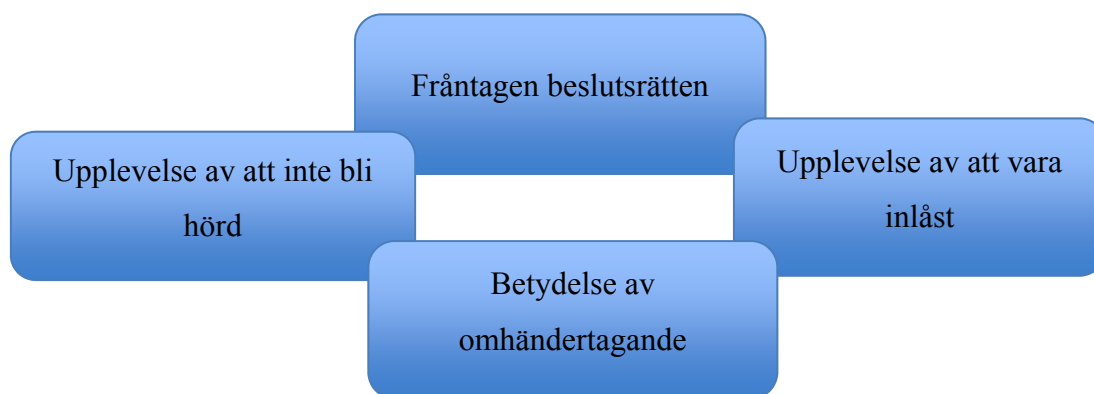 Fråntagen beslutsrätten
Upplevelse av att inte bli
hörd
Upplevelse av att vara
inlåst
Betydelse av
omhändertagande